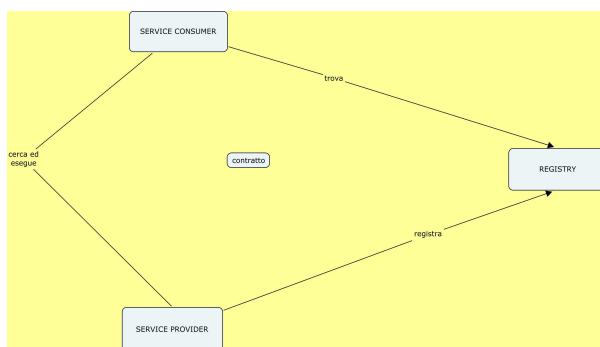 SERVICE CONSUMER
trova
cerca ed
esegue
contratto
REGISTRY
registra
SERVICE PROVIDER